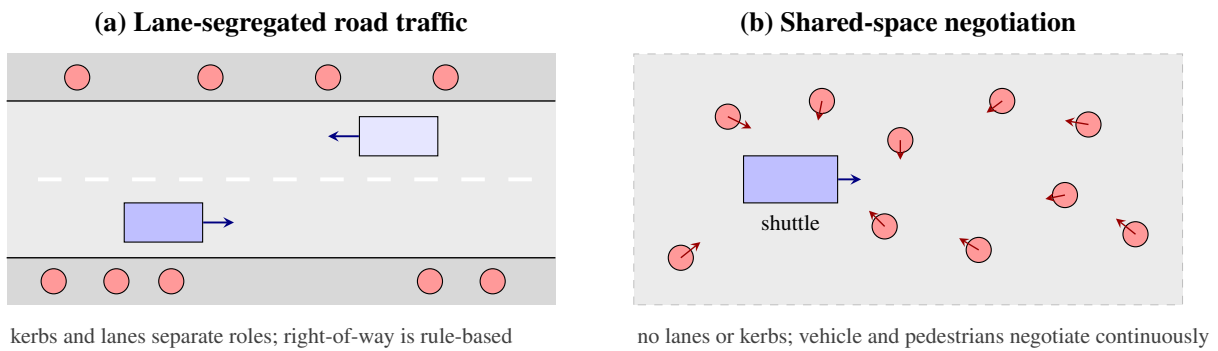 (a) Lane-segregated road traffic
(b) Shared-space negotiation
shuttle
kerbs and lanes separate roles; right-of-way is rule-based
no lanes or kerbs; vehicle and pedestrians negotiate continuously